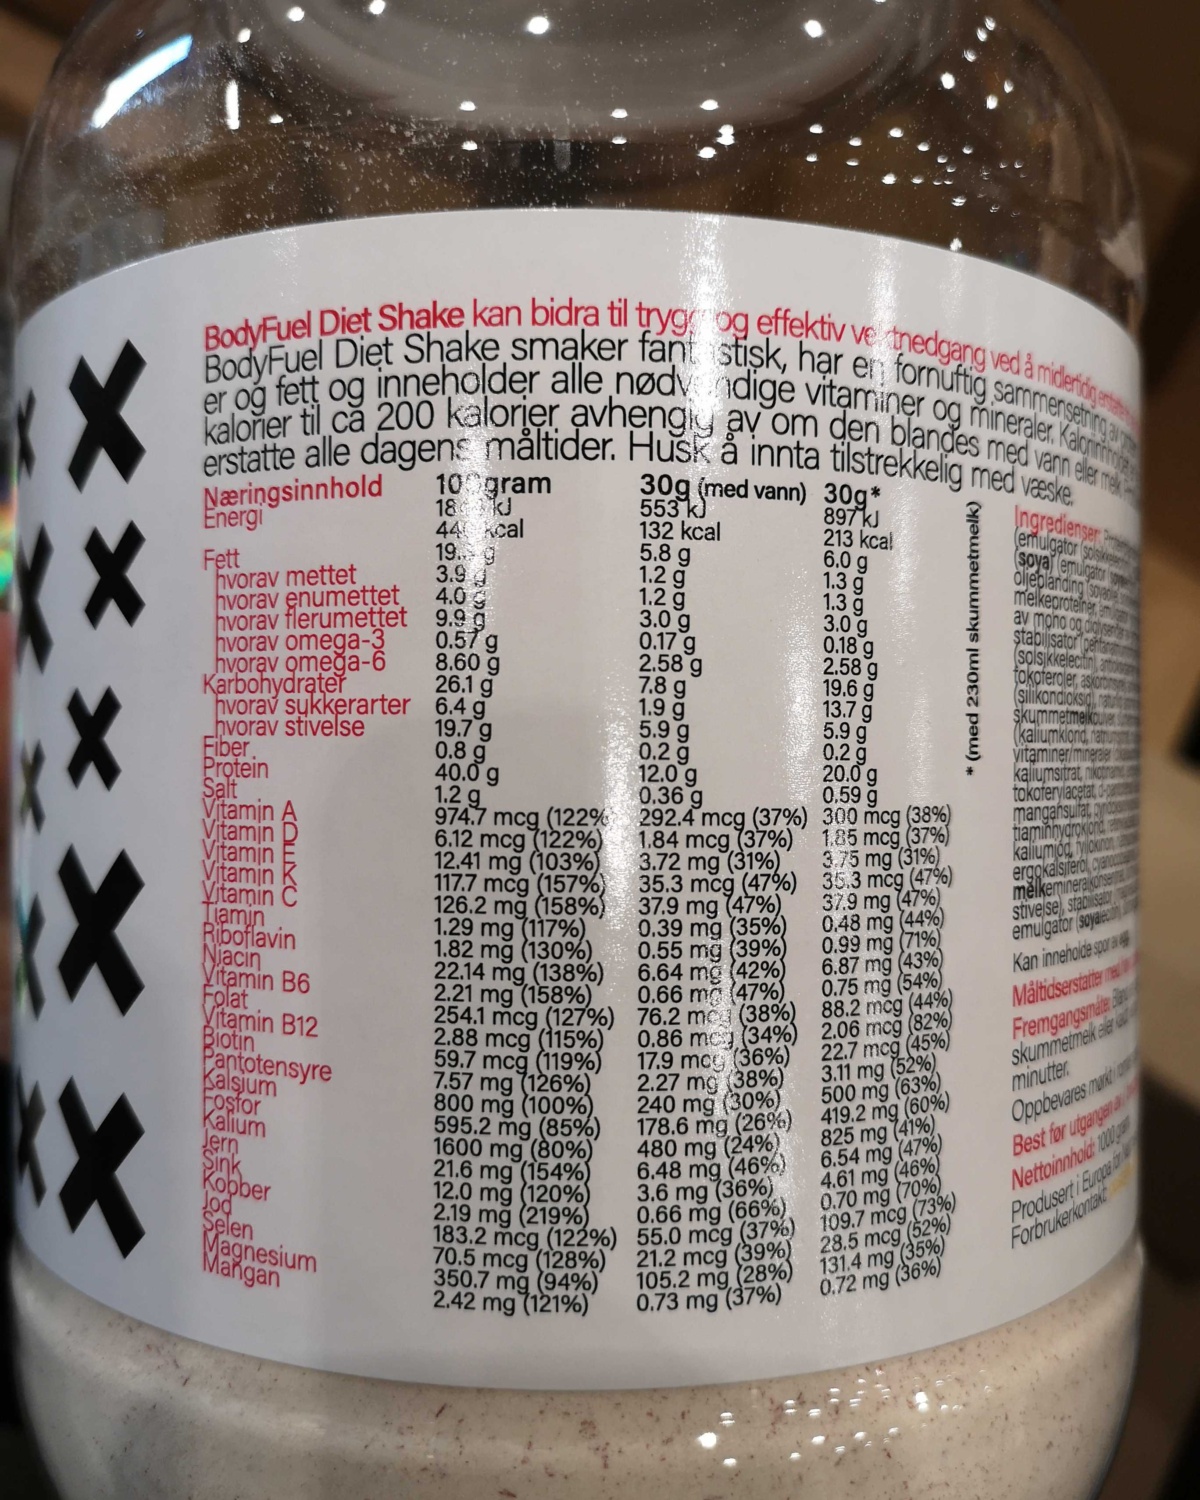 BodyFuel Diet Shake kan bidra til og effektiv ved å midlertidig
BodyFuel Diet Shake smaker har en fornuftig sammensetning av
er og fett og inneholder alle vitaminer og mineraler.
kalorier til ca 200 kalorier avhengig av om den blandes med vann eller melk
erstatte alle dagens måltider. Husk å innta tilstrekkelig med væske.
Næringsinnhold gram 30g (med vann) 30g*
Energi kJ 553 kJ 897 kJ
kcal 132 kcal 213 kcal
Fett g 5.8 g 6.0 g
hvorav mettet 3.9 g 1.2 g 1.3 g
hvorav enumettet 4.0 g 1.2 g 1.3 g
hvorav flerumettet 9.9 g 3.0 g 3.0 g
hvorav omega-3 0.57 g 0.17 g 0.18 g
hvorav omega-6 8.60 g 2.58 g 2.58 g
Karbohydrater 26.1 g 7.8 g 19.6 g
hvorav sukkerarter 6.4 g 1.9 g 13.7 g
hvorav stivelse 19.7 g 5.9 g 5.9 g
Fiber 0.8 g 0.2 g 0.2 g
Protein 40.0 g 12.0 g 20.0 g
Salt 1.2 g 0.36 g 0.59 g
Vitamin A 974.7 mcg (122% 292.4 mcg (37%) 300 mcg (38%)
Vitamin D 6.12 mcg (122%) 1.84 mcg (37%) 1.85 mcg (37%)
Vitamin E 12.41 mg (103%) 3.72 mg (31%) 3.75 mg (31%)
Vitamin K 117.7 mcg (157%) 35.3 mcg (47%) 35.3 mcg (47%)
Vitamin C 126.2 mg (158%) 37.9 mg (47%) 37.9 mg (47%)
Tiamin 1.29 mg (117%) 0.39 mg (35%) 0.48 mg (44%)
Riboflavin 1.82 mg (130%) 0.55 mg (39%) 0.99 mg (71%)
Niacin 22.14 mg (138%) 6.64 mg (42%) 6.87 mg (43%)
Vitamin B6 2.21 mg (158%) 0.66 mg (47%) 0.75 mg (54%)
Folat 254.1 mcg (127%) 76.2 mcg (38%) 88.2 mcg (44%)
Vitamin B12 2.88 mcg (115%) 0.86 mcg (34%) 2.06 mcg (82%)
Biotin 59.7 mcg (119%) 17.9 mcg (36%) 22.7 mcg (45%)
Pantotensyre 7.57 mg (126%) 2.27 mg (38%) 3.11 mg (52%)
Kalsium 800 mg (100%) 240 mg (30%) 500 mg (63%)
Fosfor 595.2 mg (85%) 178.6 mg (26%) 419.2 mg (60%)
Kalium 1600 mg (80%) 480 mg (24%) 825 mg (41%)
Jern 21.6 mg (154%) 6.48 mg (46%) 6.54 mg (47%)
Sink 12.0 mg (120%) 3.6 mg (36%) 4.61 mg (46%)
Kopper 2.19 mg (219%) 0.66 mg (66%) 0.70 mg (70%)
Jod 183.2 mcg (122%) 55.0 mcg (37%) 109.7 mcg (73%)
Selen 70.5 mcg (128%) 21.2 mcg (39%) 28.5 mcg (52%)
Magnesium 350.7 mg (94%) 105.2 mg (28%) 131.4 mg (35%)
Mangan 2.42 mg (121%) 0.73 mg (37%) 0.72 mg (36%)
* (med 230ml skummetmelk)
Ingredienser:
(emulgator
(soya) (emulgator
oljeblanding
melkeproteiner,
av mono og
stabilisator
(solsikkelecitin),
tokoferoler,
(silikondioksid),
skummetmelkpulver,
(kaliumklorid,
vitaminer/mineraler
kaliumsitrat,
tokoferylacetat,
mangansulfat,
tiaminhydroklorid,
kaliumjod,
ergokalsiferol,
stivelse),
emulgator
Kan inneholde spor av
Måltidserstatter
Fremgangsmåte:
skummetmelk eller
minutter.
Oppbevares mørkt
Best før utgangen av
Nettoinnhold: 1000
Produsert i Europa for
Forbrukerkontakt: